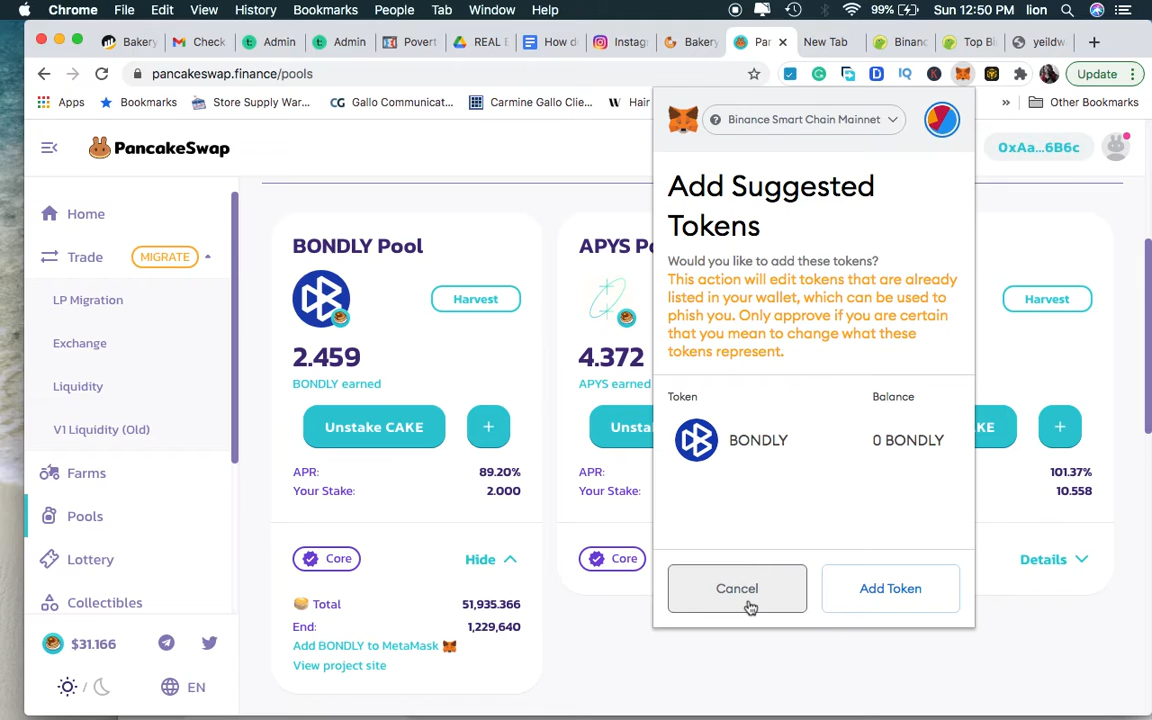 Chrome File Edit View History Bookmarks People Tab Window Help 99% Sun 12:50 PM lion
Bakery Check Admin Admin Povert REAL E How d Instag Bakery Pan New Tab Binanc Top Bi yeildw
pancakeswap.finance/pools
Update
Apps Bookmarks Store Supply War... CG Gallo Communicat... Carmine Gallo Clie... W Hair » Other Bookmarks
PancakeSwap
0xAa...6B6c
Home
Trade MIGRATE
LP Migration
Exchange
Liquidity
V1 Liquidity (Old)
Farms
Pools
Lottery
Collectibles
$31.166
/
EN
BONDLY Pool
Harvest
2.459
BONDLY earned
Unstake CAKE +
APR: 89.20%
Your Stake: 2.000
Core Hide
Total 51,935.366
End: 1,229,640
Add BONDLY to MetaMask
View project site
APYS Po
4.372
APYS earned
Unsta
APR:
Your Stake:
Core
Harvest
KE +
101.37%
10.558
Details
Binance Smart Chain Mainnet
Add Suggested
Tokens
Would you like to add these tokens?
This action will edit tokens that are already
listed in your wallet, which can be used to
phish you. Only approve if you are certain
that you mean to change what these
tokens represent.
Token Balance
BONDLY 0 BONDLY
Cancel Add Token